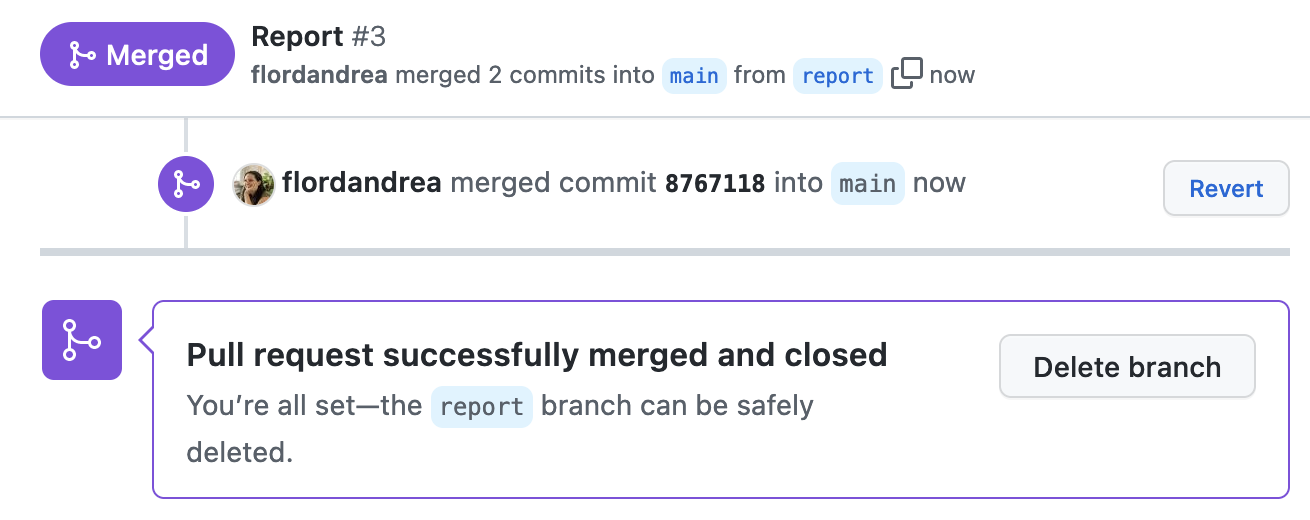 Merged
Report #3
flordandrea merged 2 commits into main from report now
flordandrea merged commit 8767118 into main now
Revert
Pull request successfully merged and closed
You’re all set—the report branch can be safely
deleted.
Delete branch